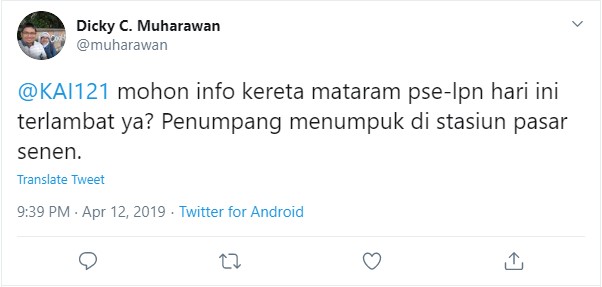 Dicky C. Muharawan
@muharawan
@KAI121 mohon info kereta mataram pse-lpn hari ini
terlambat ya? Penumpang menumpuk di stasiun pasar
senen.
Translate Tweet
9:39 PM · Apr 12, 2019 · Twitter for Android